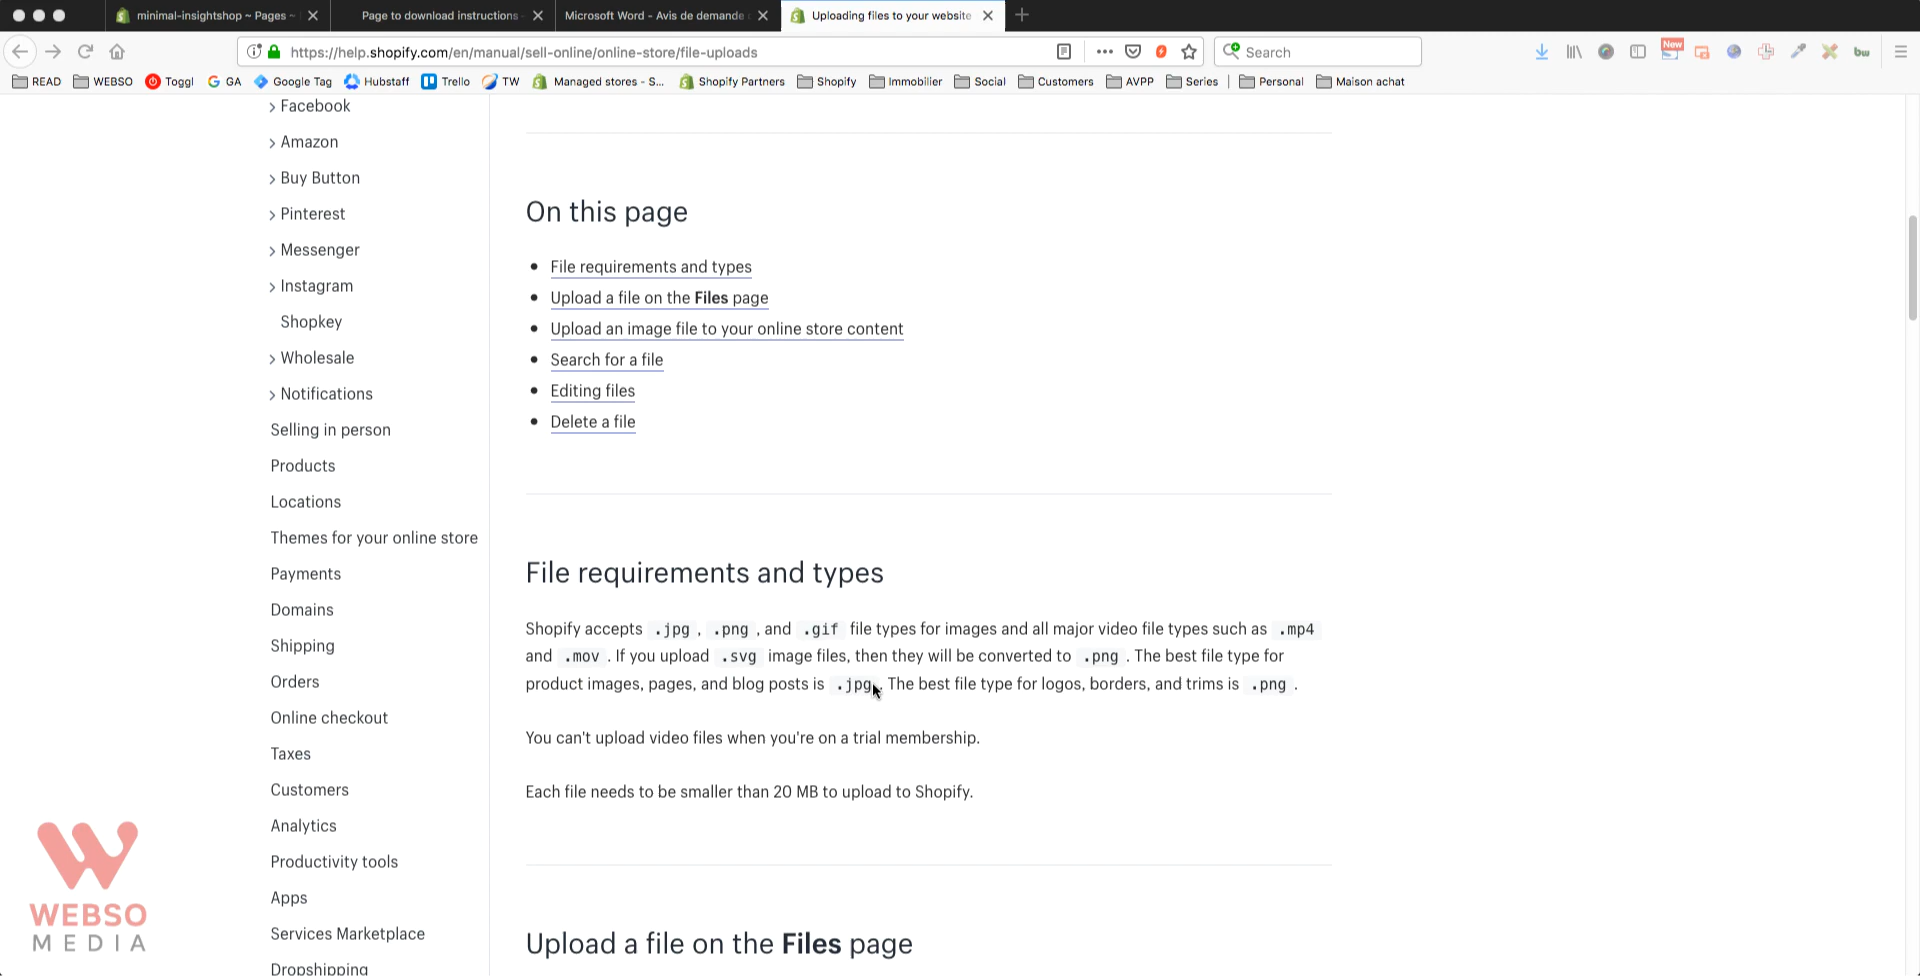 minimal-insightshop ~ Pages ~
Page to download instructions
Microsoft Word - Avis de demande
Uploading files to your website
https://help.shopify.com/en/manual/sell-online/online-store/file-uploads
Search
New
bw
READ
WEBSO
Toggl
GA
Google Tag
Hubstaff
Trello
TW
Managed stores - S...
Shopify Partners
Shopify
Immobilier
Social
Customers
AVPP
Series
Personal
Maison achat
Facebook
Amazon
Buy Button
Pinterest
Messenger
Instagram
Shopkey
Wholesale
Notifications
Selling in person
Products
Locations
Themes for your online store
Payments
Domains
Shipping
Orders
Online checkout
Taxes
Customers
Analytics
Productivity tools
Apps
Services Marketplace
Dropshipping
On this page
File requirements and types
Upload a file on the Files page
Upload an image file to your online store content
Search for a file
Editing files
Delete a file
File requirements and types
Shopify accepts .jpg , .png , and .gif file types for images and all major video file types such as .mp4
and .mov . If you upload .svg image files, then they will be converted to .png . The best file type for
product images, pages, and blog posts is .jpg . The best file type for logos, borders, and trims is .png .
You can't upload video files when you're on a trial membership.
Each file needs to be smaller than 20 MB to upload to Shopify.
Upload a file on the Files page
WEBSO
MEDIA